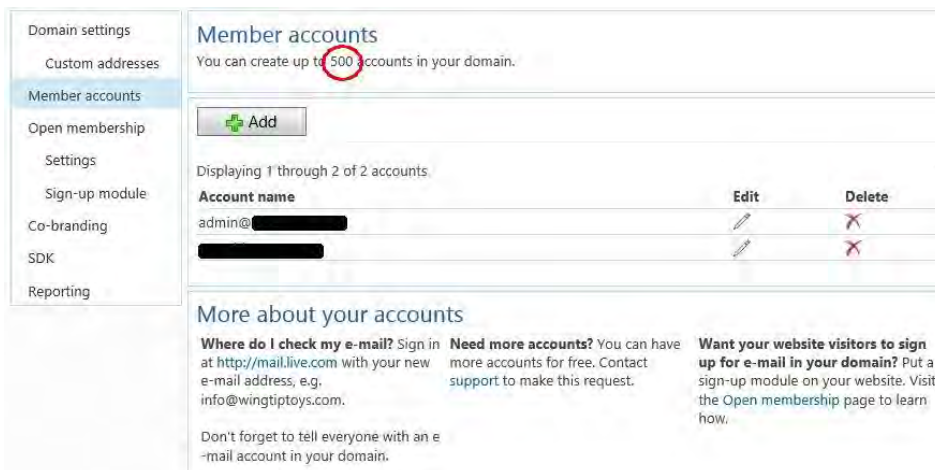 Domain settings
Custom addresses
Member accounts
Open membership
Settings
Sign-up module
Co-branding
SDK
Reporting
Member accounts
You can create up to 500 accounts in your domain.
Add
Displaying 1 through 2 of 2 accounts
Account name Edit Delete
admin@
More about your accounts
Where do I check my e-mail? Sign in
at http://mail.live.com with your new
e-mail address, e.g.
info@wingtiptoys.com.
Don't forget to tell everyone with an e
-mail account in your domain.
Need more accounts? You can have
more accounts for free. Contact
support to make this request.
Want your website visitors to sign
up for e-mail in your domain? Put a
sign-up module on your website. Visit
the Open membership page to learn
how.